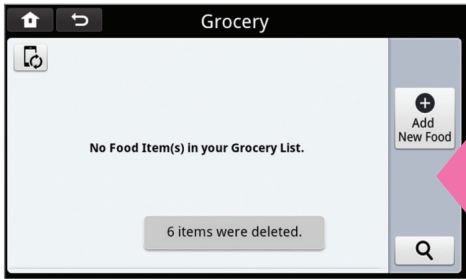 Grocery
Add
New Food
No Food Item(s) in your Grocery List.
6 items were deleted.